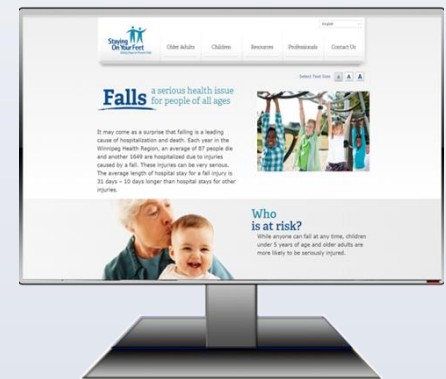 English
Staying
On Your Feet
Older Adults
Children
Resources
Professionals
Contact Us
Select Text Size
A A A
Falls a serious health issue
for people of all ages
It may come as a surprise that falling is a leading
cause of hospitalization and death. Each year in the
Winnipeg Health Region, an average of 87 people die
and another 1649 are hospitalized due to injuries
caused by a fall. These injuries can be very serious.
The average length of hospital stay for a fall injury is
31 days – 10 days longer than hospital stays for other
injuries.
Who
is at risk?
While anyone can fall at any time, children
under 5 years of age and older adults are
more likely to be seriously injured.